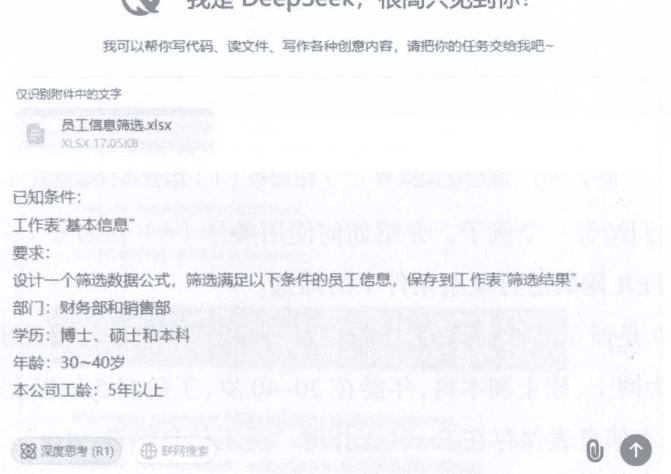 我是 DeepSeek，很高兴见到你！
我可以帮你写代码、读文件、写作各种创意内容，请把你的任务交给我吧~
仅识别附件中的文字
员工信息筛选.xlsx
XLSX 17.05KB
已知条件：
工作表“基本信息”
要求：
设计一个筛选数据公式，筛选满足以下条件的员工信息，保存到工作表“筛选结果”。
部门：财务部和销售部
学历：博士、硕士和本科
年龄：30~40岁
本公司工龄：5年以上
深度思考 (R1)
联网搜索